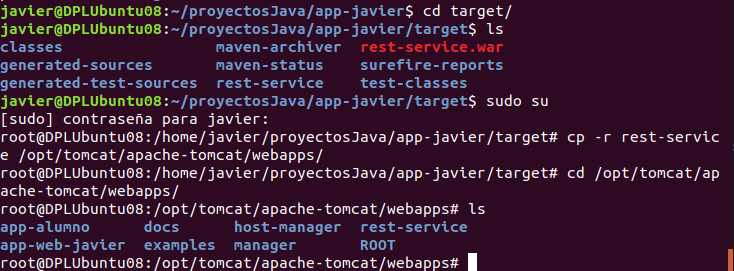 javier@DPLUbuntu08:~/proyectosJava/app-javier$ cd target/
javier@DPLUbuntu08:~/proyectosJava/app-javier/target$ ls
classes maven-archiver rest-service.war
generated-sources maven-status surefire-reports
generated-test-sources rest-service test-classes
javier@DPLUbuntu08:~/proyectosJava/app-javier/target$ sudo su
[sudo] contraseña para javier:
root@DPLUbuntu08:/home/javier/proyectosJava/app-javier/target# cp -r rest-servic
e /opt/tomcat/apache-tomcat/webapps/
root@DPLUbuntu08:/home/javier/proyectosJava/app-javier/target# cd /opt/tomcat/ap
ache-tomcat/webapps/
root@DPLUbuntu08:/opt/tomcat/apache-tomcat/webapps# ls
app-alumno docs host-manager rest-service
app-web-javier examples manager ROOT
root@DPLUbuntu08:/opt/tomcat/apache-tomcat/webapps#